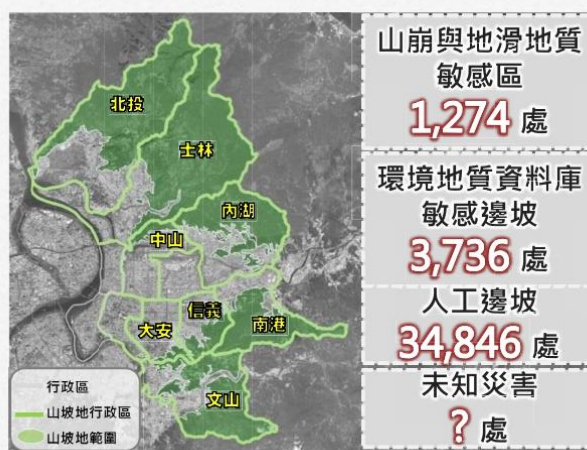 北投
士林
內湖
中山
信義
大安
南港
文山
行政區
山坡地行政區
山坡地範圍
山崩與地滑地質
敏感區
1,274 處
環境地質資料庫
敏感邊坡
3,736 處
人工邊坡
34,846 處
未知災害
? 處